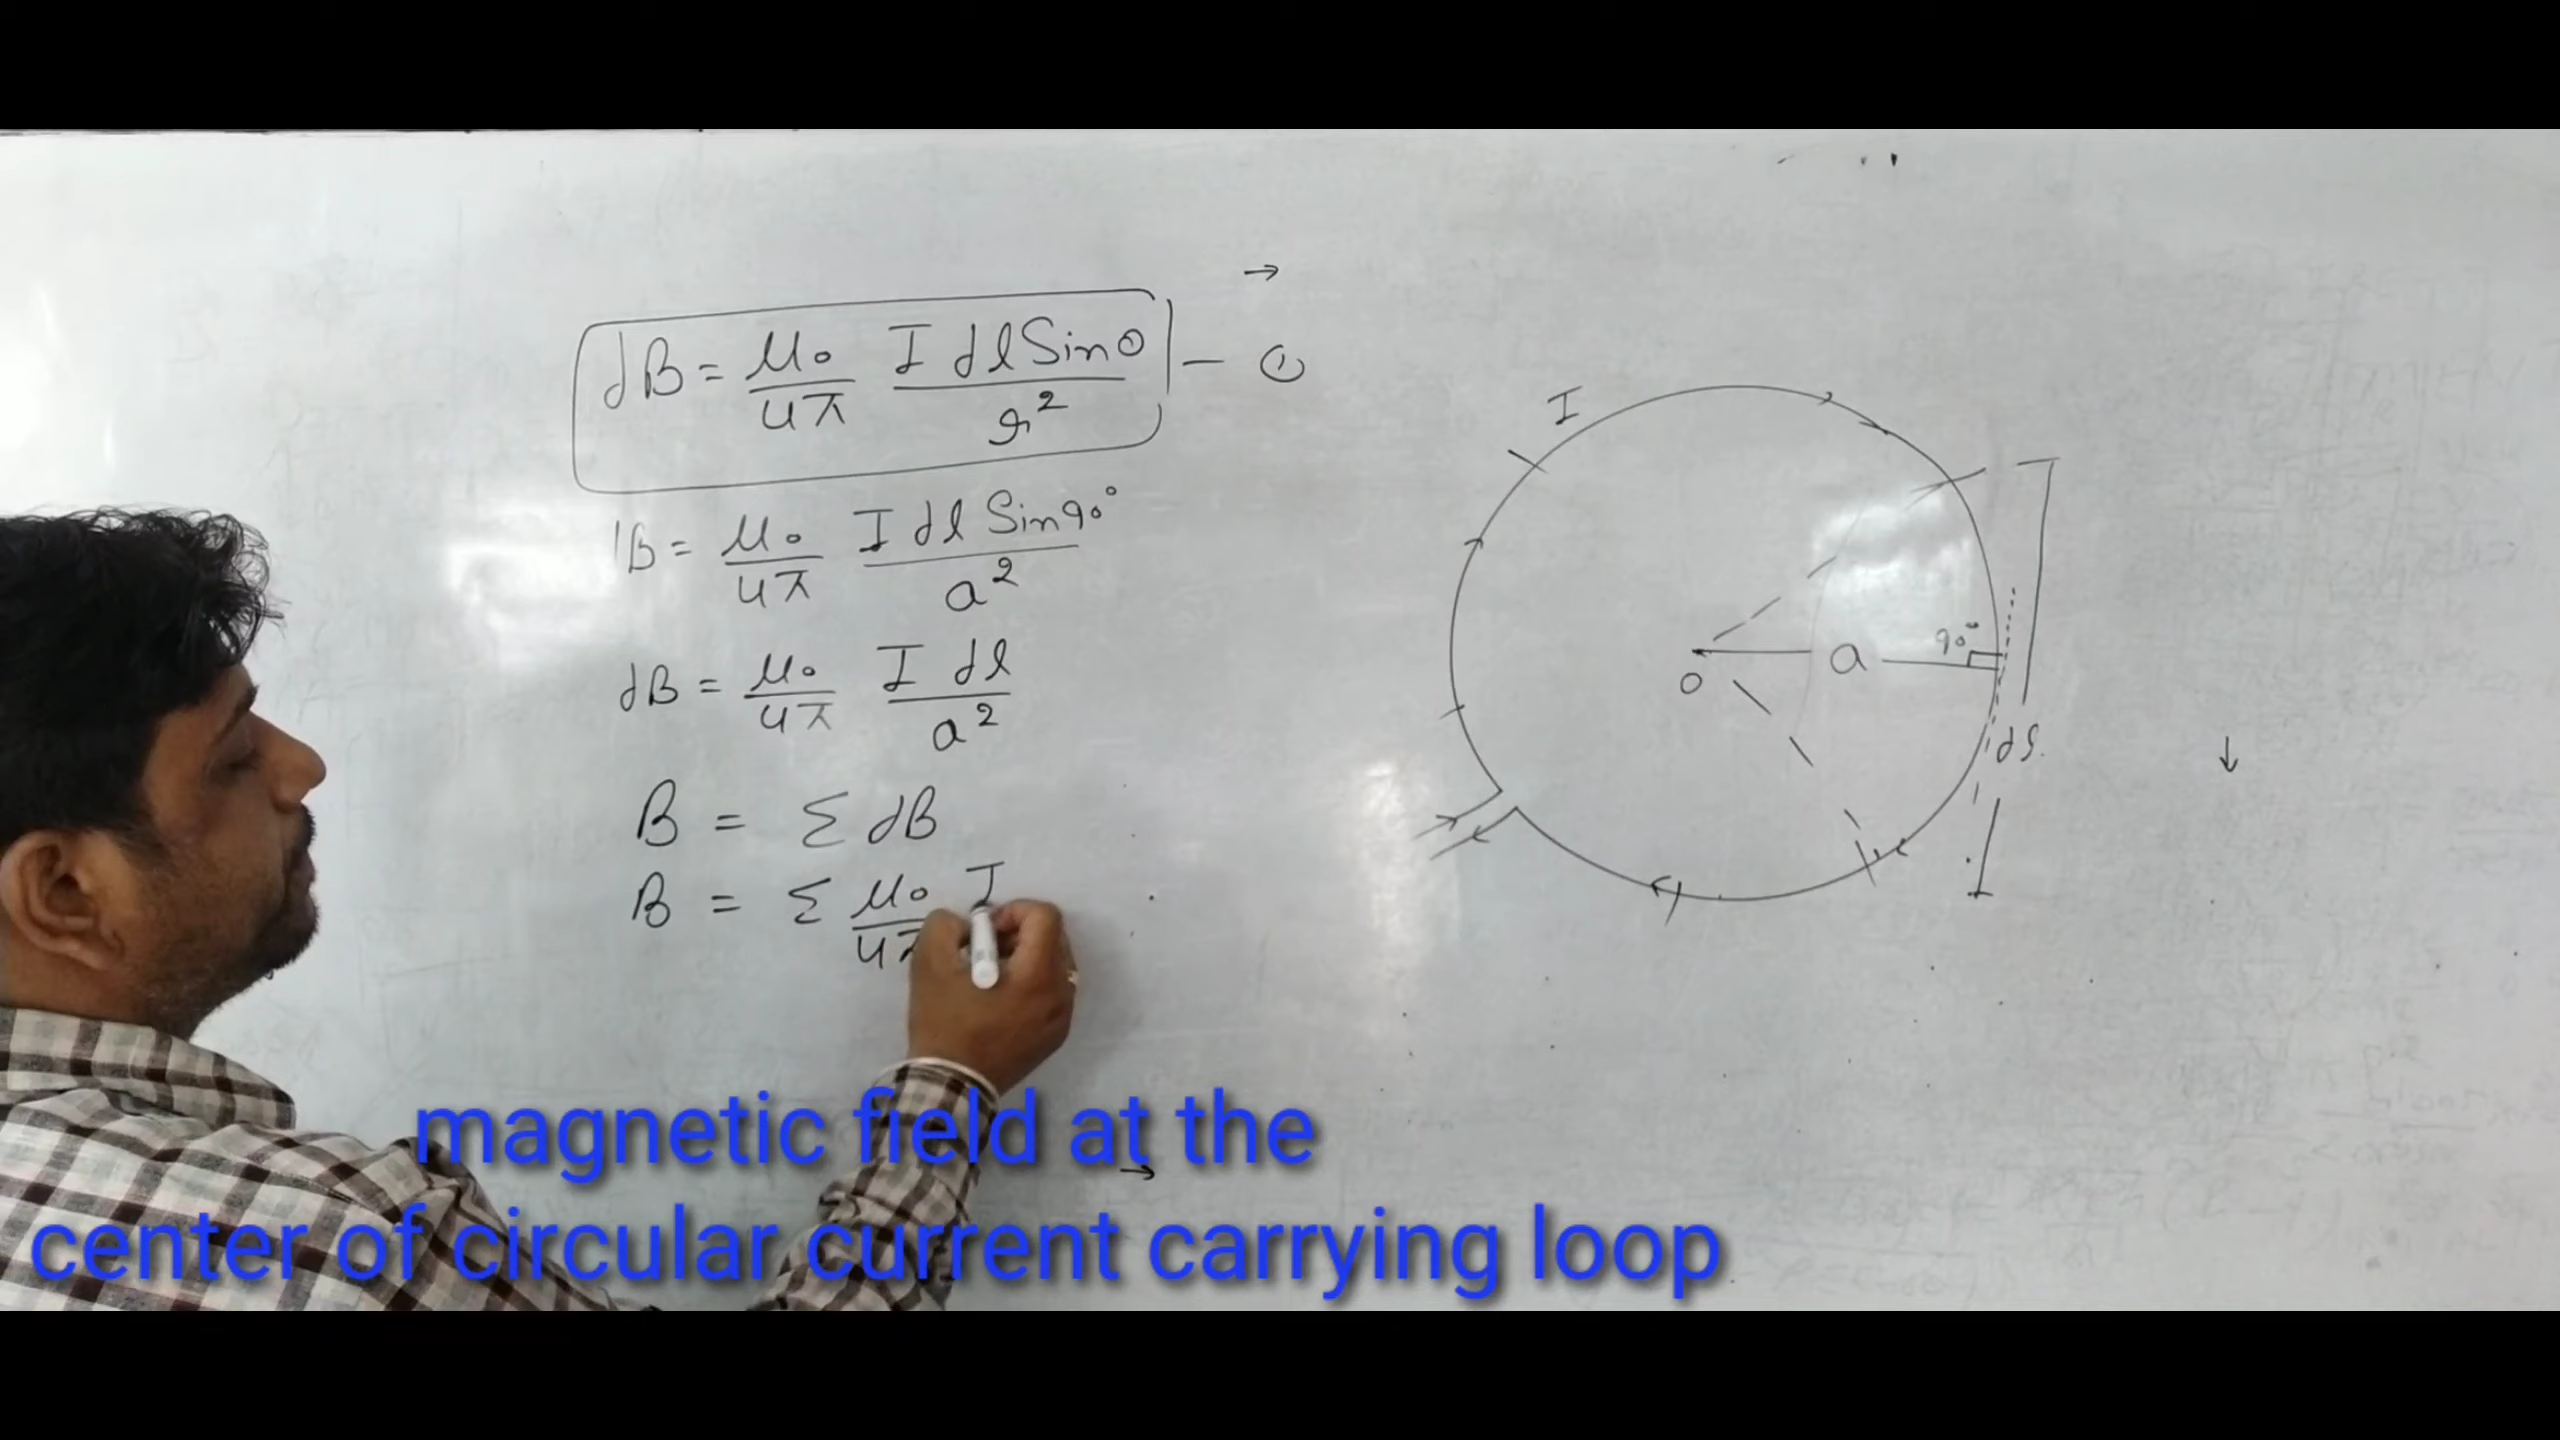 dB = μ₀/4π I dl Sinθ/r² — ①
dB = μ₀/4π I dl Sin90°/a²
dB = μ₀/4π I dl/a²
B = Σ dB
B = Σ μ₀/4π I
I
90°
a
O
dl
magnetic field at the
center of circular current carrying loop